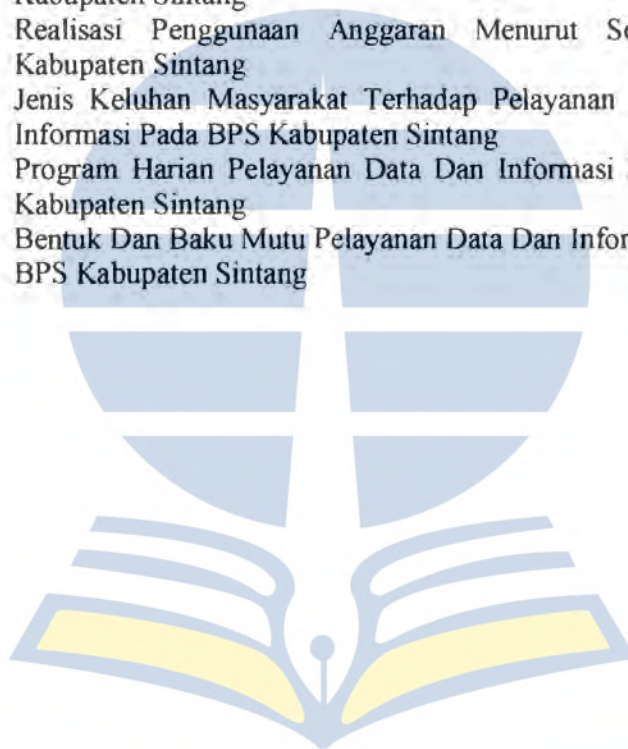 Kabupaten Sintang
Realisasi Penggunaan Anggaran Menurut
Kabupaten Sintang
Jenis Keluhan Masyarakat Terhadap Pelayanan
Informasi Pada BPS Kabupaten Sintang
Program Harian Pelayanan Data Dan Informasi
Kabupaten Sintang
Bentuk Dan Baku Mutu Pelayanan Data Dan
BPS Kabupaten Sintang